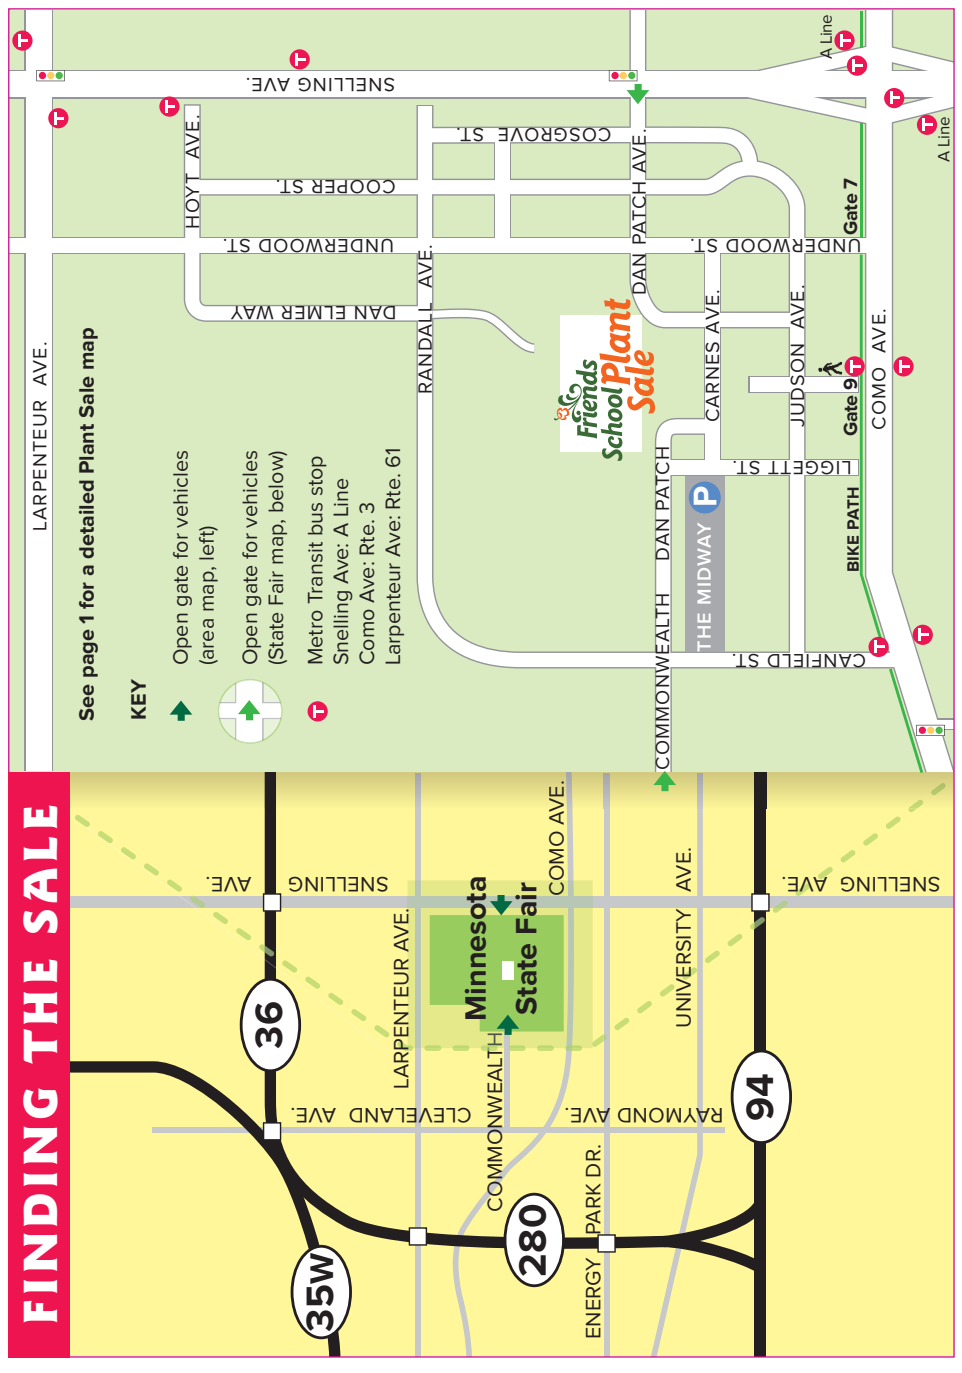 FINDING THE SALE
36
35W
280
94
SNELLING AVE.
SNELLING AVE.
LARPENTEUR AVE.
CLEVELAND AVE.
COMMONWEALTH
RAYMOND AVE.
ENERGY PARK DR.
UNIVERSITY AVE.
COMO AVE.
Minnesota
State Fair
LARPENTEUR AVE.
See page 1 for a detailed Plant Sale map
KEY
Open gate for vehicles
(area map, left)
Open gate for vehicles
(State Fair map, below)
T
Metro Transit bus stop
Snelling Ave: A Line
Como Ave: Rte. 3
Larpenteur Ave: Rte. 61
SNELLING AVE.
HOYT AVE.
COSGROVE ST.
COOPER ST.
UNDERWOOD ST.
UNDERWOOD ST.
DAN ELMER WAY
RANDALL AVE.
DAN PATCH AVE.
Friends
School Plant
Sale
CARNES AVE.
JUDSON AVE.
COMMONWEALTH DAN PATCH
THE MIDWAY P
LIGGETT ST.
CANFIELD ST.
BIKE PATH
Gate 9
Gate 7
COMO AVE.
A Line
A Line
T
T
T
T
T
T
T
T
T
T
T
T